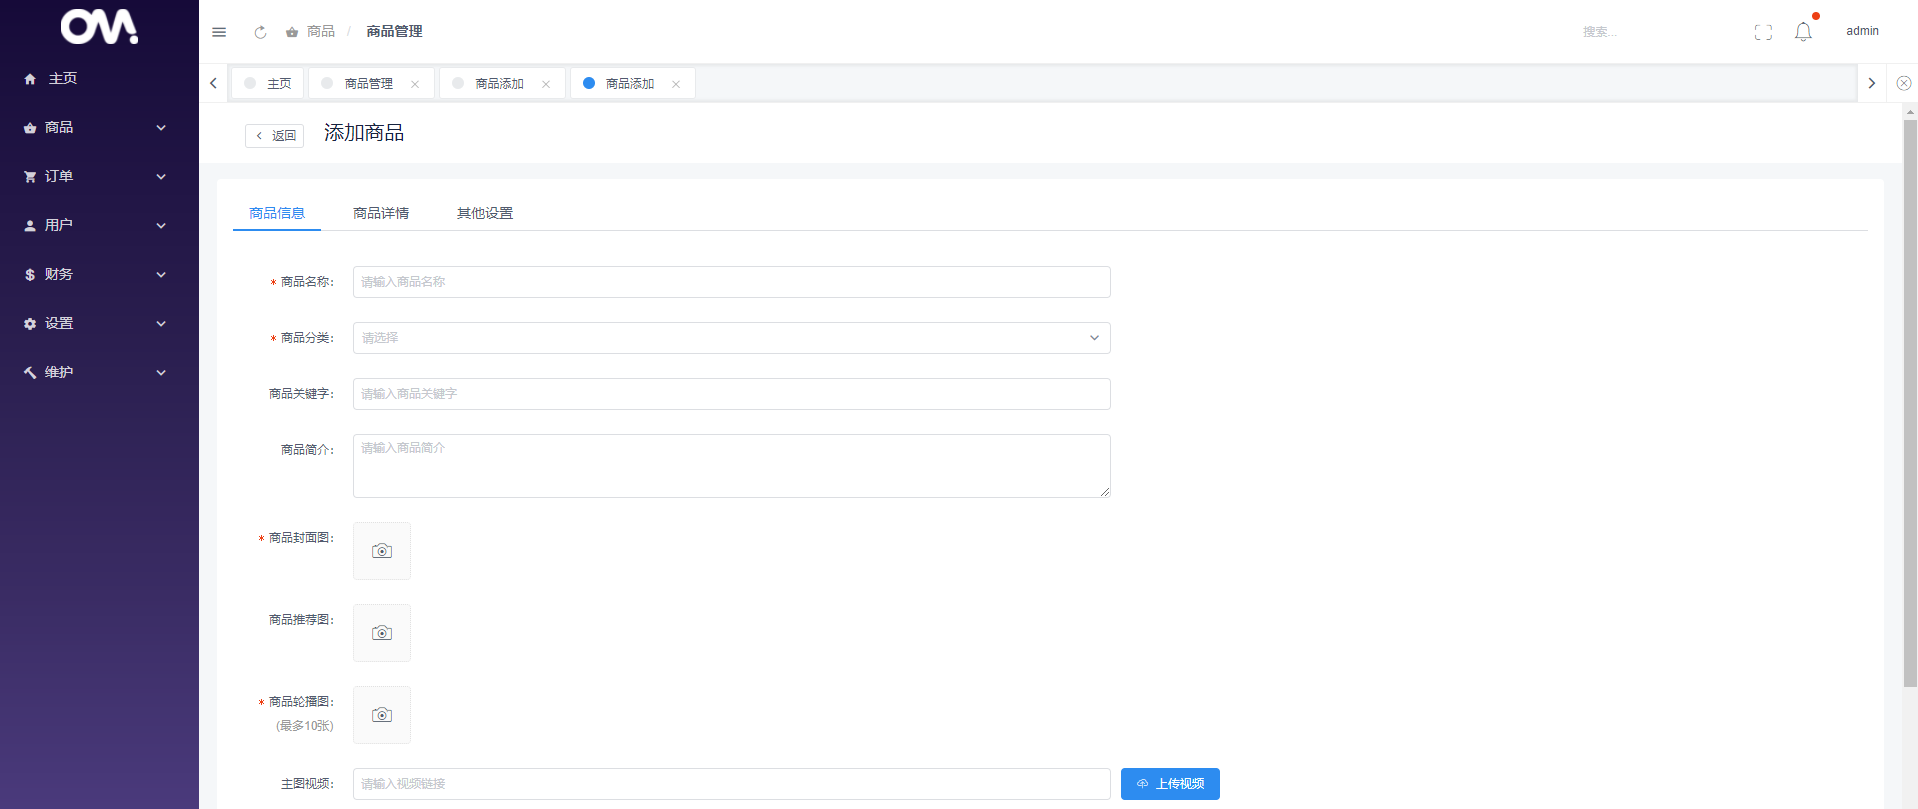 OM!
商品 / 商品管理
搜索...
admin
主页
商品
订单
用户
财务
设置
维护
主页
商品管理
商品添加
商品添加
返回
添加商品
商品信息
商品详情
其他设置
* 商品名称:
请输入商品名称
* 商品分类:
请选择
商品关键字:
请输入商品关键字
商品简介:
请输入商品简介
* 商品封面图:
商品推荐图:
* 商品轮播图:
(最多10张)
主图视频:
请输入视频链接
上传视频